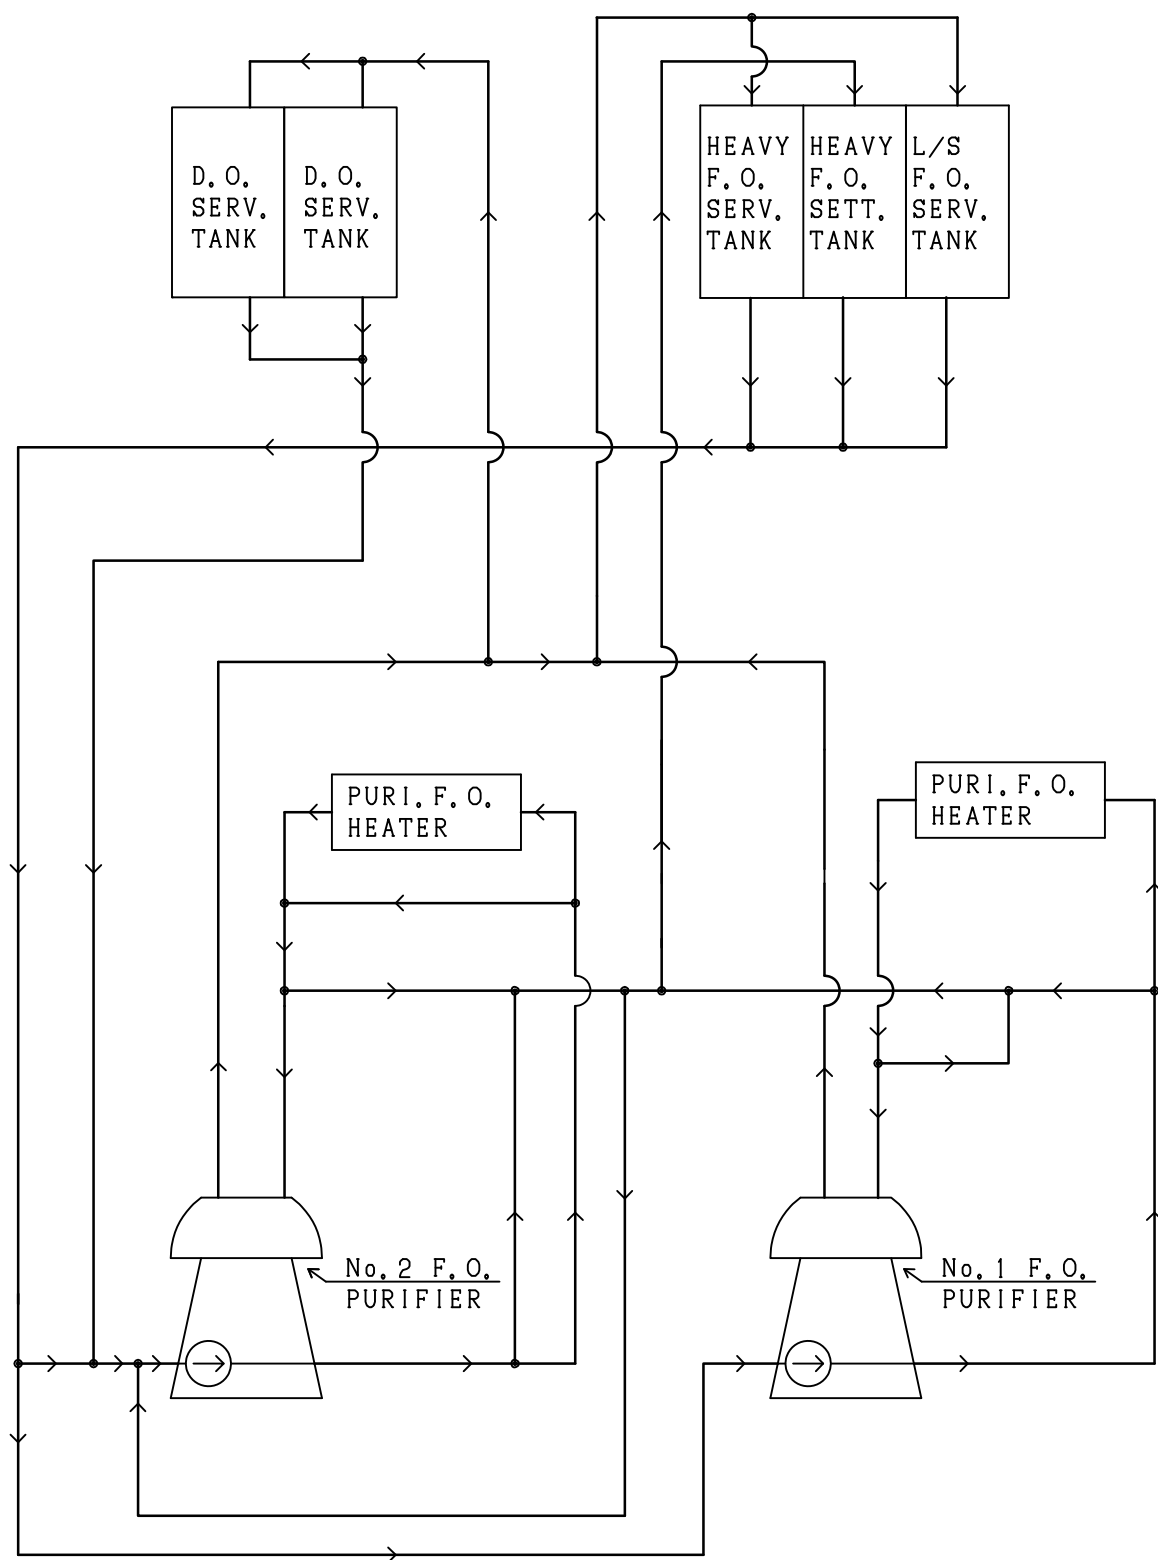 D.O.
SERV.
TANK
D.O.
SERV.
TANK
HEAVY
F.O.
SERV.
TANK
HEAVY
F.O.
SETT.
TANK
L/S
F.O.
SERV.
TANK
PURI.F.O.
HEATER
PURI.F.O.
HEATER
No.2 F.O.
PURIFIER
No.1 F.O.
PURIFIER